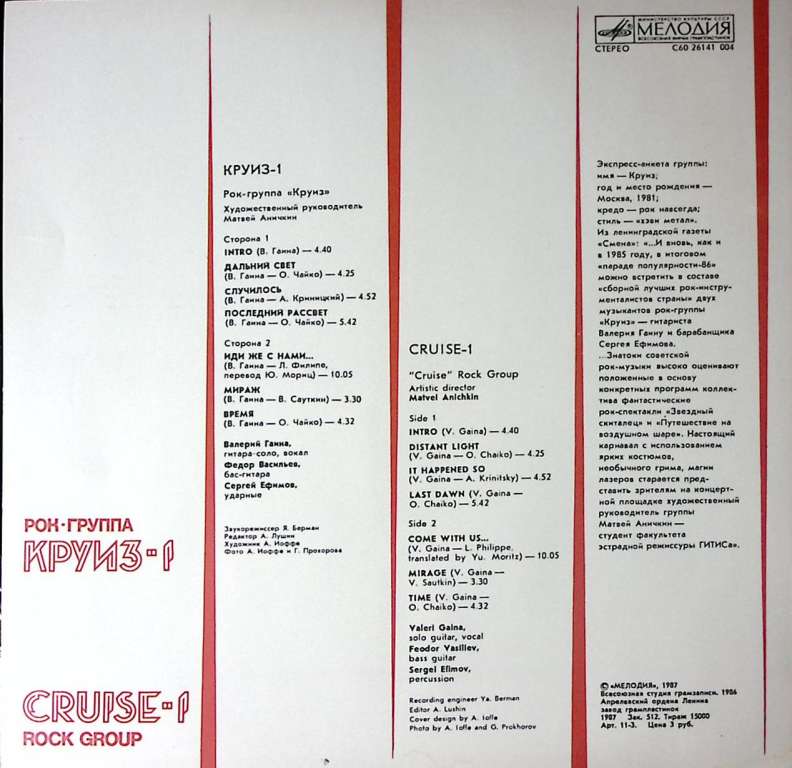 МИНИСТЕРСТВО КУЛЬТУРЫ СССР
МЕЛОДИЯ
ВСЕСОЮЗНАЯ ФИРМА ГРАМПЛАСТИНОК
СТЕРЕО С60 26141 004
КРУИЗ-1
Рок-группа «Круиз»
Художественный руководитель
Матвей Аничкин
Сторона 1
INTRO (В. Гаина) — 4.40
ДАЛЬНИЙ СВЕТ
(В. Гаина — О. Чайко) — 4.25
СЛУЧИЛОСЬ
(В. Гаина — А. Криницкий) — 4.52
ПОСЛЕДНИЙ РАССВЕТ
(В. Гаина — О. Чайко) — 5.42
Сторона 2
ИДИ ЖЕ С НАМИ...
(В. Гаина — Л. Филипе,
перевод Ю. Мориц) — 10.05
МИРАЖ
(В. Гаина — В. Сауткин) — 3.30
ВРЕМЯ
(В. Гаина — О. Чайко) — 4.32
Валерий Гаина,
гитара-соло, вокал
Федор Васильев,
бас-гитара
Сергей Ефимов,
ударные
Звукорежиссер Я. Берман
Редактор А. Лушин
Художник А. Иоффе
Фото А. Иоффе и Г. Прохорова
РОК-ГРУППА
КРУИЗ-1
CRUISE-1
ROCK GROUP
CRUISE-1
"Cruise" Rock Group
Artistic director
Matvei Anichkin
Side 1
INTRO (V. Gaina) — 4.40
DISTANT LIGHT
(V. Gaina — O. Chaiko) — 4.25
IT HAPPENED SO
(V. Gaina — A. Krinitsky) — 4.52
LAST DAWN (V. Gaina —
O. Chaiko) — 5.42
Side 2
COME WITH US...
(V. Gaina — L. Philippe,
translated by Yu. Moritz) — 10.05
MIRAGE (V. Gaina —
V. Sautkin) — 3.30
TIME (V. Gaina —
O. Chaiko) — 4.32
Valeri Gaina,
solo guitar, vocal
Feodor Vasiliev,
bass guitar
Sergei Efimov,
percussion
Recording engineer Ya. Berman
Editor A. Lushin
Cover design by A. Ioffe
Photo by A. Ioffe and G. Prokhorov
Экспресс-анкета группы:
имя — Круиз;
год и место рождения —
Москва, 1981;
кредо — рок навсегда;
стиль — «хэви метал».
Из ленинградской газеты
«Смена»: «...И вновь, как и
в 1985 году, в итоговом
«параде популярности-86»
можно встретить в составе
«сборной лучших рок-инстру-
менталистов страны» двух
музыкантов рок-группы
«Круиз» — гитариста
Валерия Гаину и барабанщика
Сергея Ефимова.
...Знатоки советской
рок-музыки высоко оценивают
положенные в основу
конкретных программ коллек-
тива фантастические
рок-спектакли «Звездный
скиталец» и «Путешествие на
воздушном шаре». Настоящий
карнавал с использованием
ярких костюмов,
необычного грима, магии
лазеров старается пред-
ставить зрителям на концерт-
ной площадке художественный
руководитель группы
Матвей Аничкин —
студент факультета
эстрадной режиссуры ГИТИСа».
© «МЕЛОДИЯ», 1987
Всесоюзная студия грамзаписи. 1986
Апрелевский ордена Ленина
завод грампластинок
1987 Зак. 512. Тираж 15000
Арт. 11-3. Цена 3 руб.